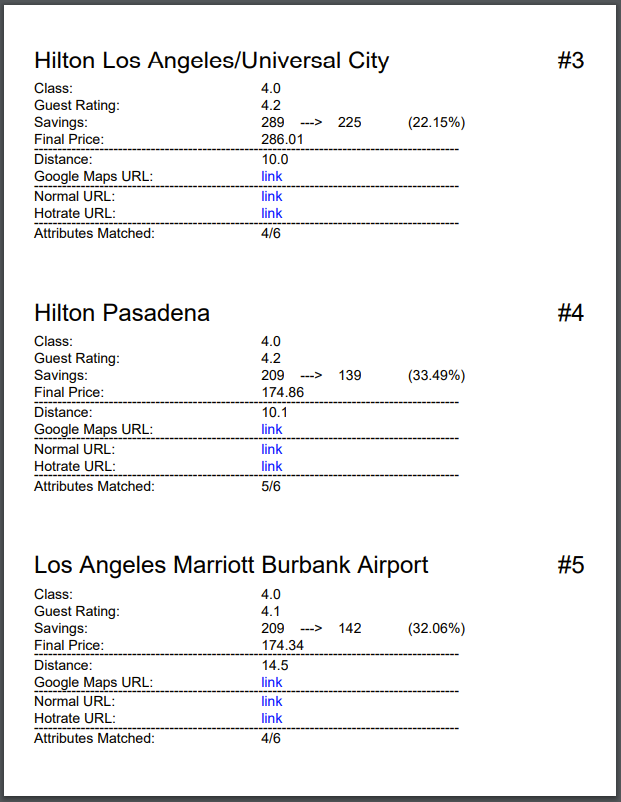 Hilton Los Angeles/Universal City #3
Class: 4.0
Guest Rating: 4.2
Savings: 289 ---> 225 (22.15%)
Final Price: 286.01
Distance: 10.0
Google Maps URL: link
Normal URL: link
Hotrate URL: link
Attributes Matched: 4/6
Hilton Pasadena #4
Class: 4.0
Guest Rating: 4.2
Savings: 209 ---> 139 (33.49%)
Final Price: 174.86
Distance: 10.1
Google Maps URL: link
Normal URL: link
Hotrate URL: link
Attributes Matched: 5/6
Los Angeles Marriott Burbank Airport #5
Class: 4.0
Guest Rating: 4.1
Savings: 209 ---> 142 (32.06%)
Final Price: 174.34
Distance: 14.5
Google Maps URL: link
Normal URL: link
Hotrate URL: link
Attributes Matched: 4/6